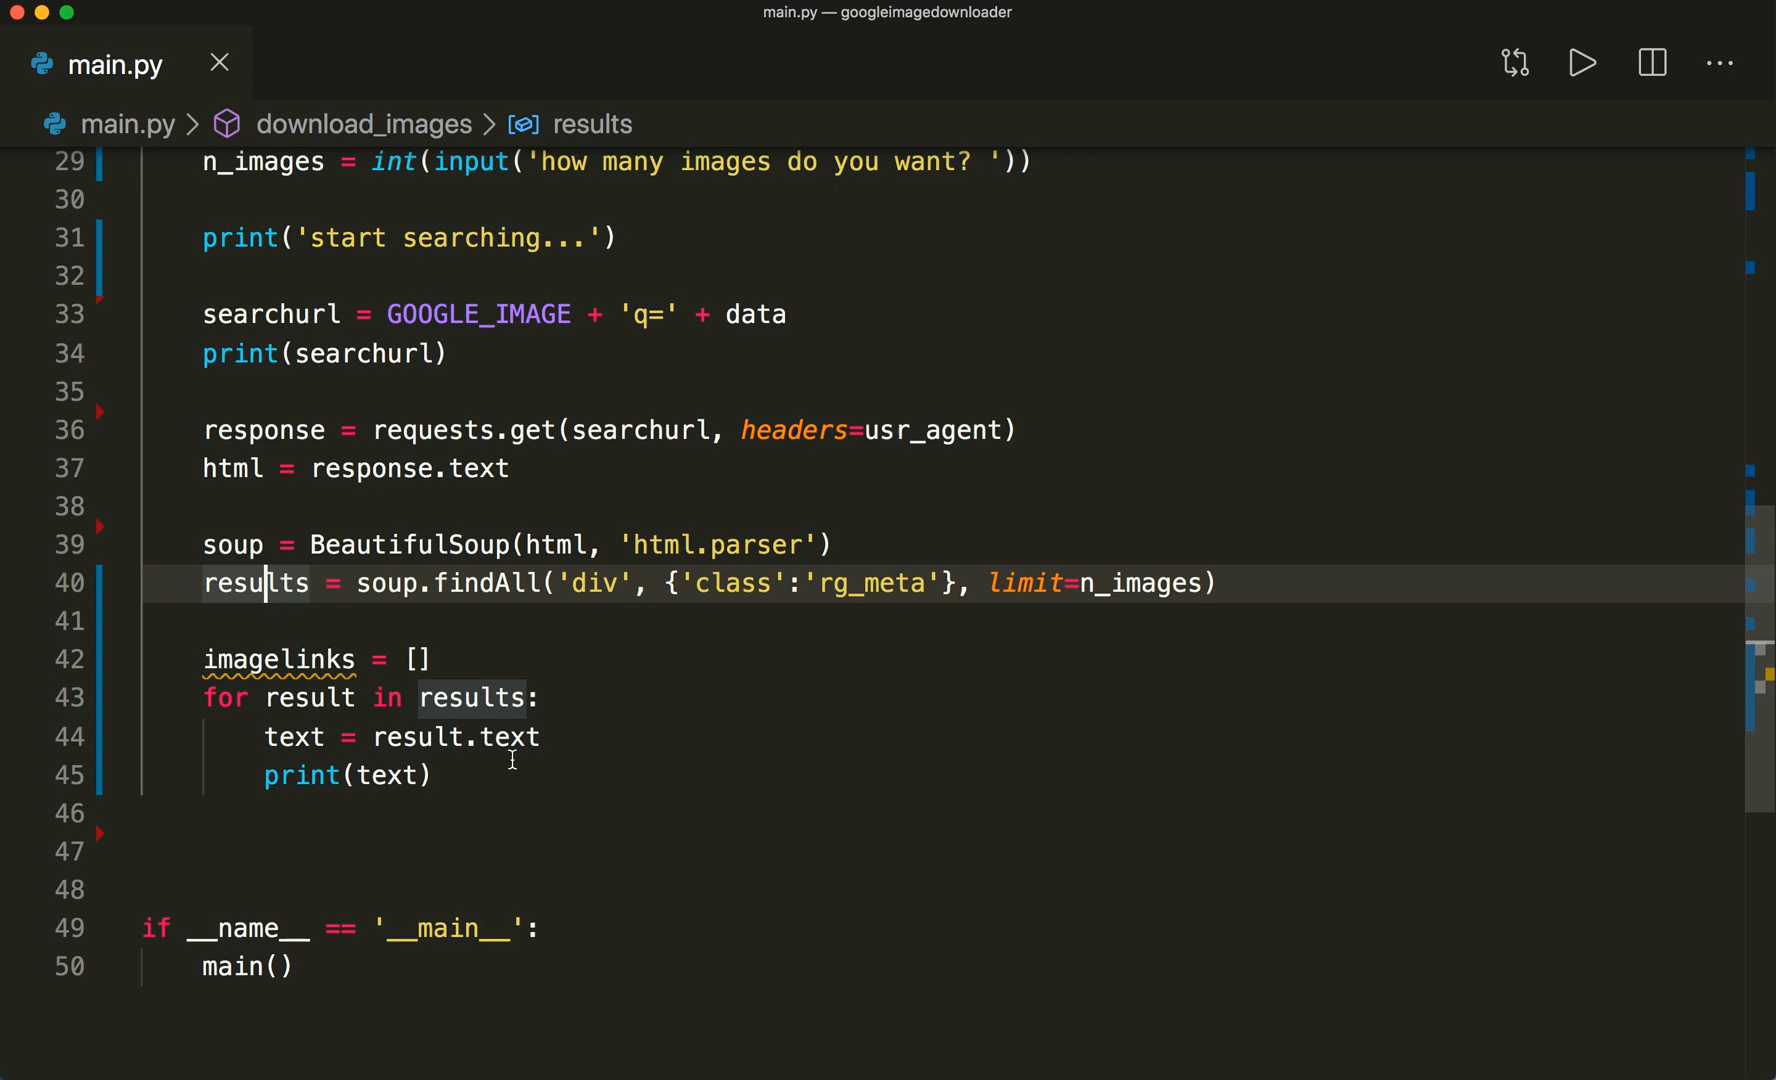 main.py — googleimagedownloader
main.py
main.py > download_images > results
29 n_images = int(input('how many images do you want? '))
30
31 print('start searching...')
32
33 searchurl = GOOGLE_IMAGE + 'q=' + data
34 print(searchurl)
35
36 response = requests.get(searchurl, headers=usr_agent)
37 html = response.text
38
39 soup = BeautifulSoup(html, 'html.parser')
40 results = soup.findAll('div', {'class':'rg_meta'}, limit=n_images)
41
42 imagelinks = []
43 for result in results:
44 text = result.text
45 print(text)
46
47
48
49 if __name__ == '__main__':
50 main()